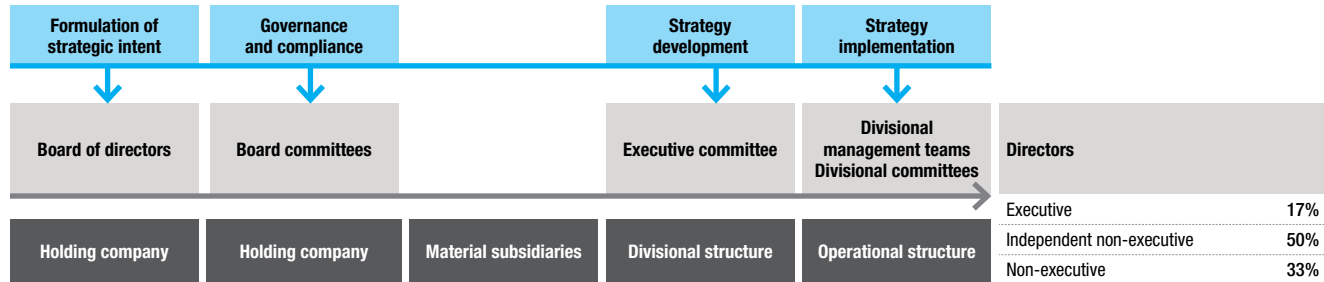 Formulation of
strategic intent
Governance
and compliance
Strategy
development
Strategy
implementation
Board of directors
Board committees
Executive committee
Divisional
management teams
Divisional committees
Directors
Holding company
Holding company
Material subsidiaries
Divisional structure
Operational structure
Executive 17%
Independent non-executive 50%
Non-executive 33%